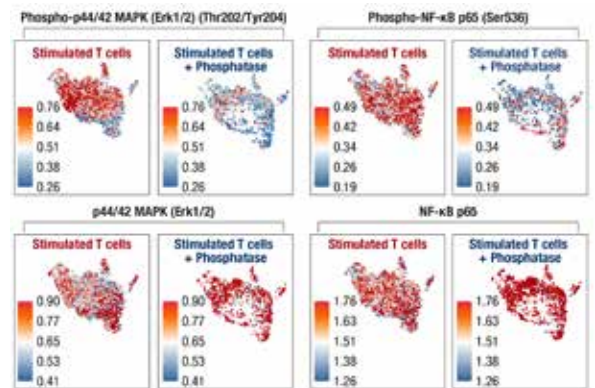 Phospho-p44/42 MAPK (Erk1/2) (Thr202/Tyr204)
Stimulated T cells
0.76
0.64
0.51
0.38
0.26
Stimulated T cells
+ Phosphatase
0.76
0.64
0.51
0.38
0.26
Phospho-NF-κB p65 (Ser536)
Stimulated T cells
0.49
0.42
0.34
0.26
0.19
Stimulated T cells
+ Phosphatase
0.49
0.42
0.34
0.26
0.19
p44/42 MAPK (Erk1/2)
Stimulated T cells
0.90
0.77
0.65
0.53
0.41
Stimulated T cells
+ Phosphatase
0.90
0.77
0.65
0.53
0.41
NF-κB p65
Stimulated T cells
1.76
1.63
1.51
1.38
1.26
Stimulated T cells
+ Phosphatase
1.76
1.63
1.51
1.38
1.26